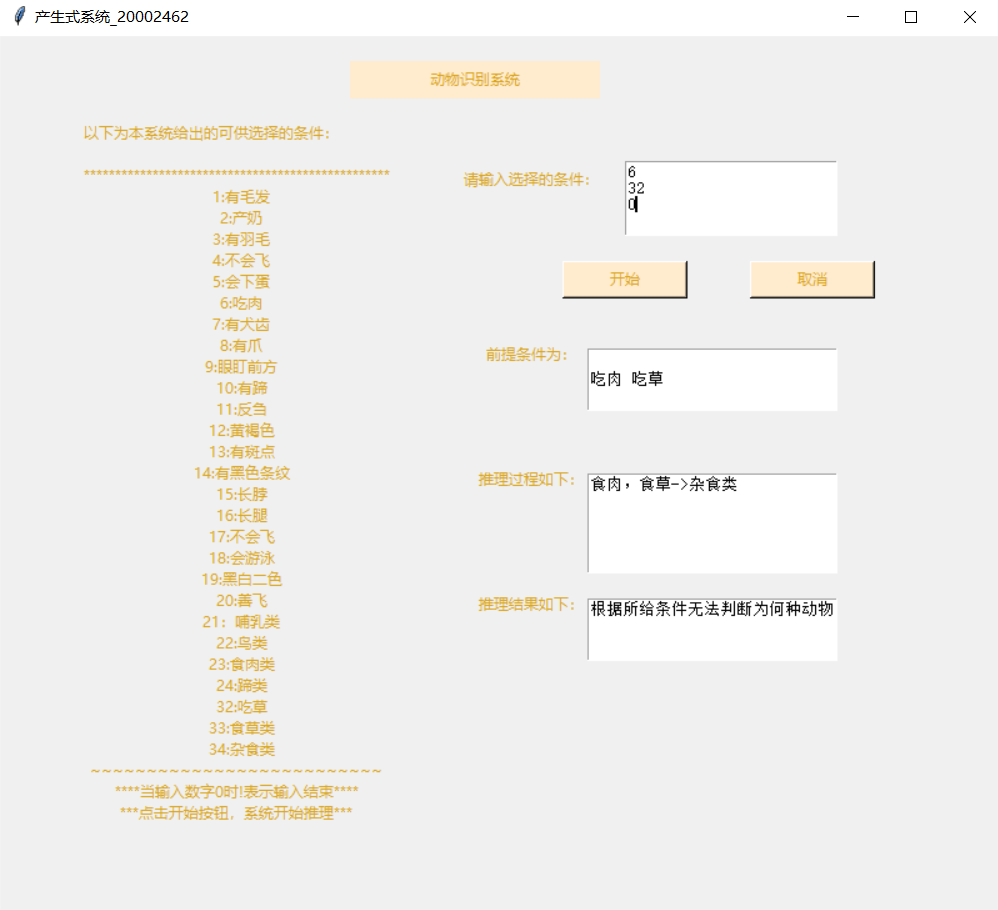 产生式系统_20002462
动物识别系统
以下为本系统给出的可供选择的条件：
*************************************************
1:有毛发
2:产奶
3:有羽毛
4:不会飞
5:会下蛋
6:吃肉
7:有犬齿
8:有爪
9:眼盯前方
10:有蹄
11:反刍
12:黄褐色
13:有斑点
14:有黑色条纹
15:长脖
16:长腿
17:不会飞
18:会游泳
19:黑白二色
20:善飞
21：哺乳类
22:鸟类
23:食肉类
24:蹄类
32:吃草
33:食草类
34:杂食类
~~~~~~~~~~~~~~~~~~~~~~~~~~
****当输入数字0时!表示输入结束****
***点击开始按钮，系统开始推理***
请输入选择的条件：
6
32
0
开始
取消
前提条件为：
吃肉 吃草
推理过程如下：
食肉，食草->杂食类
推理结果如下：
根据所给条件无法判断为何种动物